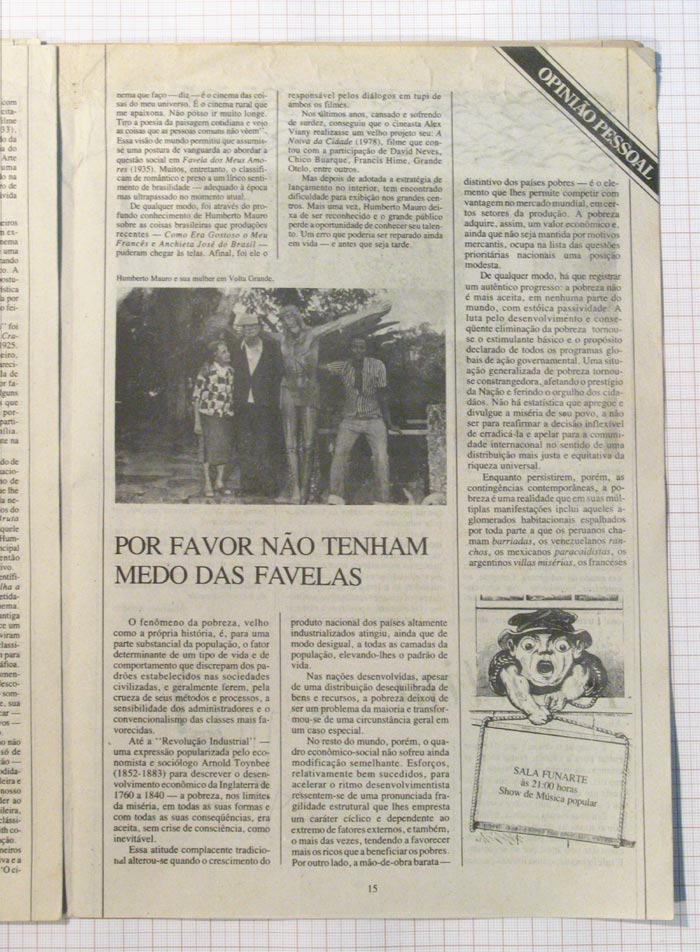 OPINIÃO PESSOAL
nema que faço — diz — é o cinema das coi-
sas do meu universo. É o cinema rural que
me apaixona. Não posso ir muito longe.
Tiro a poesia da paisagem cotidiana e vejo
as coisas que as pessoas comuns não vêem".
Essa visão de mundo permitiu que assumis-
se uma postura de vanguarda ao abordar a
questão social em Favela dos Meus Amo-
res (1935). Muitos, entretanto, o classifi-
cam de romântico e preso a um lírico senti-
mento de brasilidade — adequado à época
mas ultrapassado no momento atual.
De qualquer modo, foi através do pro-
fundo conhecimento de Humberto Mauro
sobre as coisas brasileiras que produções
recentes — Como Era Gostoso o Meu
Francês e Anchieta José do Brasil —
puderam chegar às telas. Afinal, foi ele o
responsável pelos diálogos em tupi de
ambos os filmes.
Nos últimos anos, cansado e sofrendo
de surdez, conseguiu que o cineasta Alex
Viany realizasse um velho projeto seu: A
Noiva da Cidade (1978), filme que con-
tou com a participação de David Neves,
Chico Buarque, Francis Hime, Grande
Otelo, entre outros.
Mas depois de adotada a estratégia de
lançamento no interior, tem encontrado
dificuldade para exibição nos grandes cen-
tros. Mais uma vez, Humberto Mauro dei-
xa de ser reconhecido e o grande público
perde a oportunidade de conhecer seu talen-
to. Um erro que poderia ser reparado ainda
em vida — e antes que seja tarde.
Humberto Mauro e sua mulher em Volta Grande.
POR FAVOR NÃO TENHAM
MEDO DAS FAVELAS
O fenômeno da pobreza, velho
como a própria história, é, para uma
parte substancial da população, o fator
determinante de um tipo de vida e de
comportamento que discrepam dos pa-
drões estabelecidos nas sociedades
civilizadas, e geralmente ferem, pela
crueza de seus métodos e processos, a
sensibilidade dos administradores e o
convencionalismo das classes mais fa-
vorecidas.
Até a "Revolução Industrial" —
uma expressão popularizada pelo eco-
nomista e sociólogo Arnold Toynbee
(1852-1883) para descrever o desen-
volvimento econômico da Inglaterra de
1760 a 1840 — a pobreza, nos limites
da miséria, em todas as suas formas e
com todas as suas conseqüências, era
aceita, sem crise de consciência, como
inevitável.
Essa atitude complacente tradicio-
nal alterou-se quando o crescimento do
produto nacional dos países altamente
industrializados atingiu, ainda que de
modo desigual, a todas as camadas da
população, elevando-lhes o padrão de
vida.
Nas nações desenvolvidas, apesar
de uma distribuição desequilibrada de
bens e recursos, a pobreza deixou de
ser um problema da maioria e transfor-
mou-se de uma circunstância geral em
um caso especial.
No resto do mundo, porém, o qua-
dro econômico-social não sofreu ainda
modificação semelhante. Esforços,
relativamente bem sucedidos, para
acelerar o ritmo desenvolvimentista
ressentem-se de uma pronunciada fra-
gilidade estrutural que lhes empresta
um caráter cíclico e dependente ao
extremo de fatores externos, e também,
o mais das vezes, tendendo a favorecer
mais os ricos que a beneficiar os pobres.
Por outro lado, a mão-de-obra barata —
distintivo dos países pobres — é o ele-
mento que lhes permite competir com
vantagem no mercado mundial, em cer-
tos setores da produção. A pobreza
adquire, assim, um valor econômico e,
ainda que não seja mantida por motivos
mercantis, ocupa na lista das questões
prioritárias nacionais uma posição
modesta.
De qualquer modo, há que registrar
um autêntico progresso: a pobreza não
é mais aceita, em nenhuma parte do
mundo, com estóica passividade. A
luta pelo desenvolvimento e conse-
qüente eliminação da pobreza tornou-
se o estimulante básico e o propósito
declarado de todos os programas glo-
bais de ação governamental. Uma situ-
ação generalizada de pobreza tornou-
se constrangedora, afetando o prestígio
da Nação e ferindo o orgulho dos cida-
dãos. Não há estatística que apregoe e
divulgue a miséria de seu povo, a não
ser para reafirmar a decisão inflexível
de erradicá-la e apelar para a comuni-
dade internaconal no sentido de uma
distribuição mais justa e equitativa da
riqueza universal.
Enquanto persistirem, porém, as
contingências contemporâneas, a po-
breza é uma realidade que em suas múl-
tiplas manifestações inclui aqueles a-
glomerados habitacionais espalhados
por toda parte a que os peruanos cha-
mam barriadas, os venezuelanos ran-
chos, os mexicanos paracaidistas, os
argentinos villas misérias, os franceses
SALA FUNARTE
às 21:00 horas
Show de Música popular
15